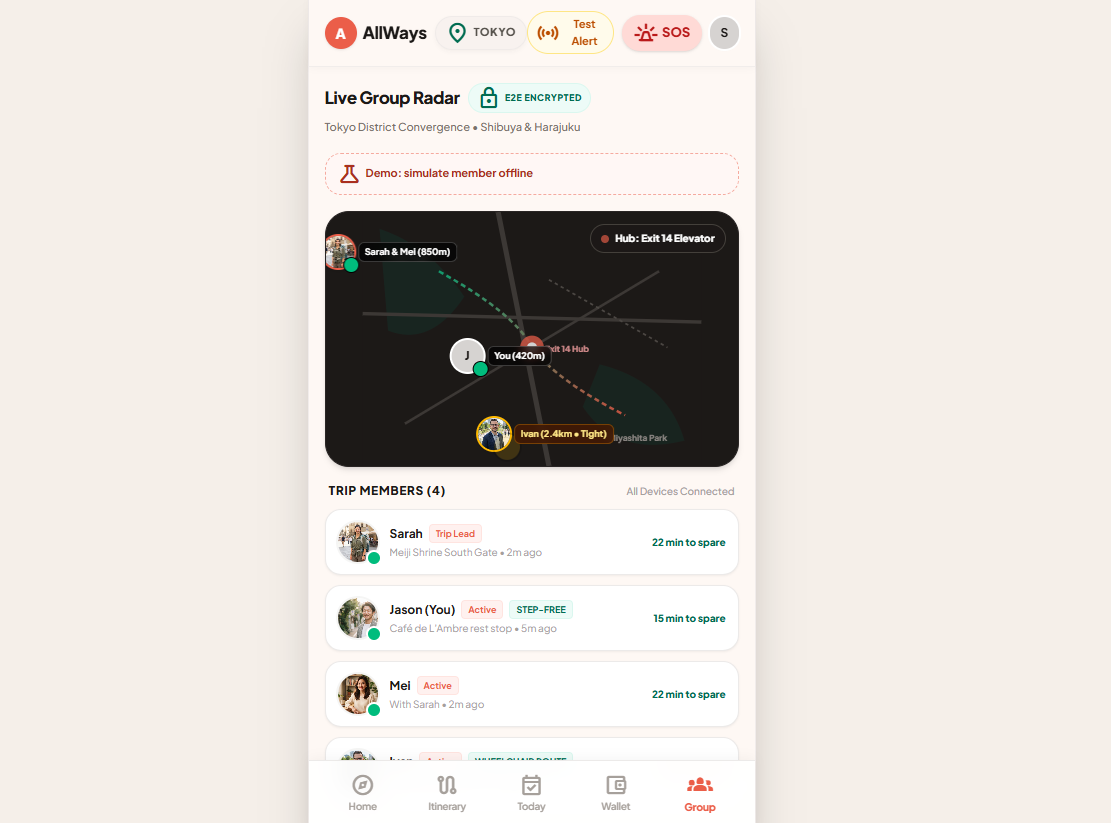 A AllWays TOKYO Test Alert SOS S
Live Group Radar E2E ENCRYPTED
Tokyo District Convergence • Shibuya & Harajuku
Demo: simulate member offline
Hub: Exit 14 Elevator
Sarah & Mei (850m)
xit 14 Hub
J You (420m)
Ivan (2.4km • Tight)
iyashita Park
TRIP MEMBERS (4) All Devices Connected
Sarah Trip Lead
Meiji Shrine South Gate • 2m ago
22 min to spare
Jason (You) Active STEP-FREE
Café de L'Ambre rest stop • 5m ago
15 min to spare
Mei Active
With Sarah • 2m ago
22 min to spare
Home Itinerary Today Wallet Group